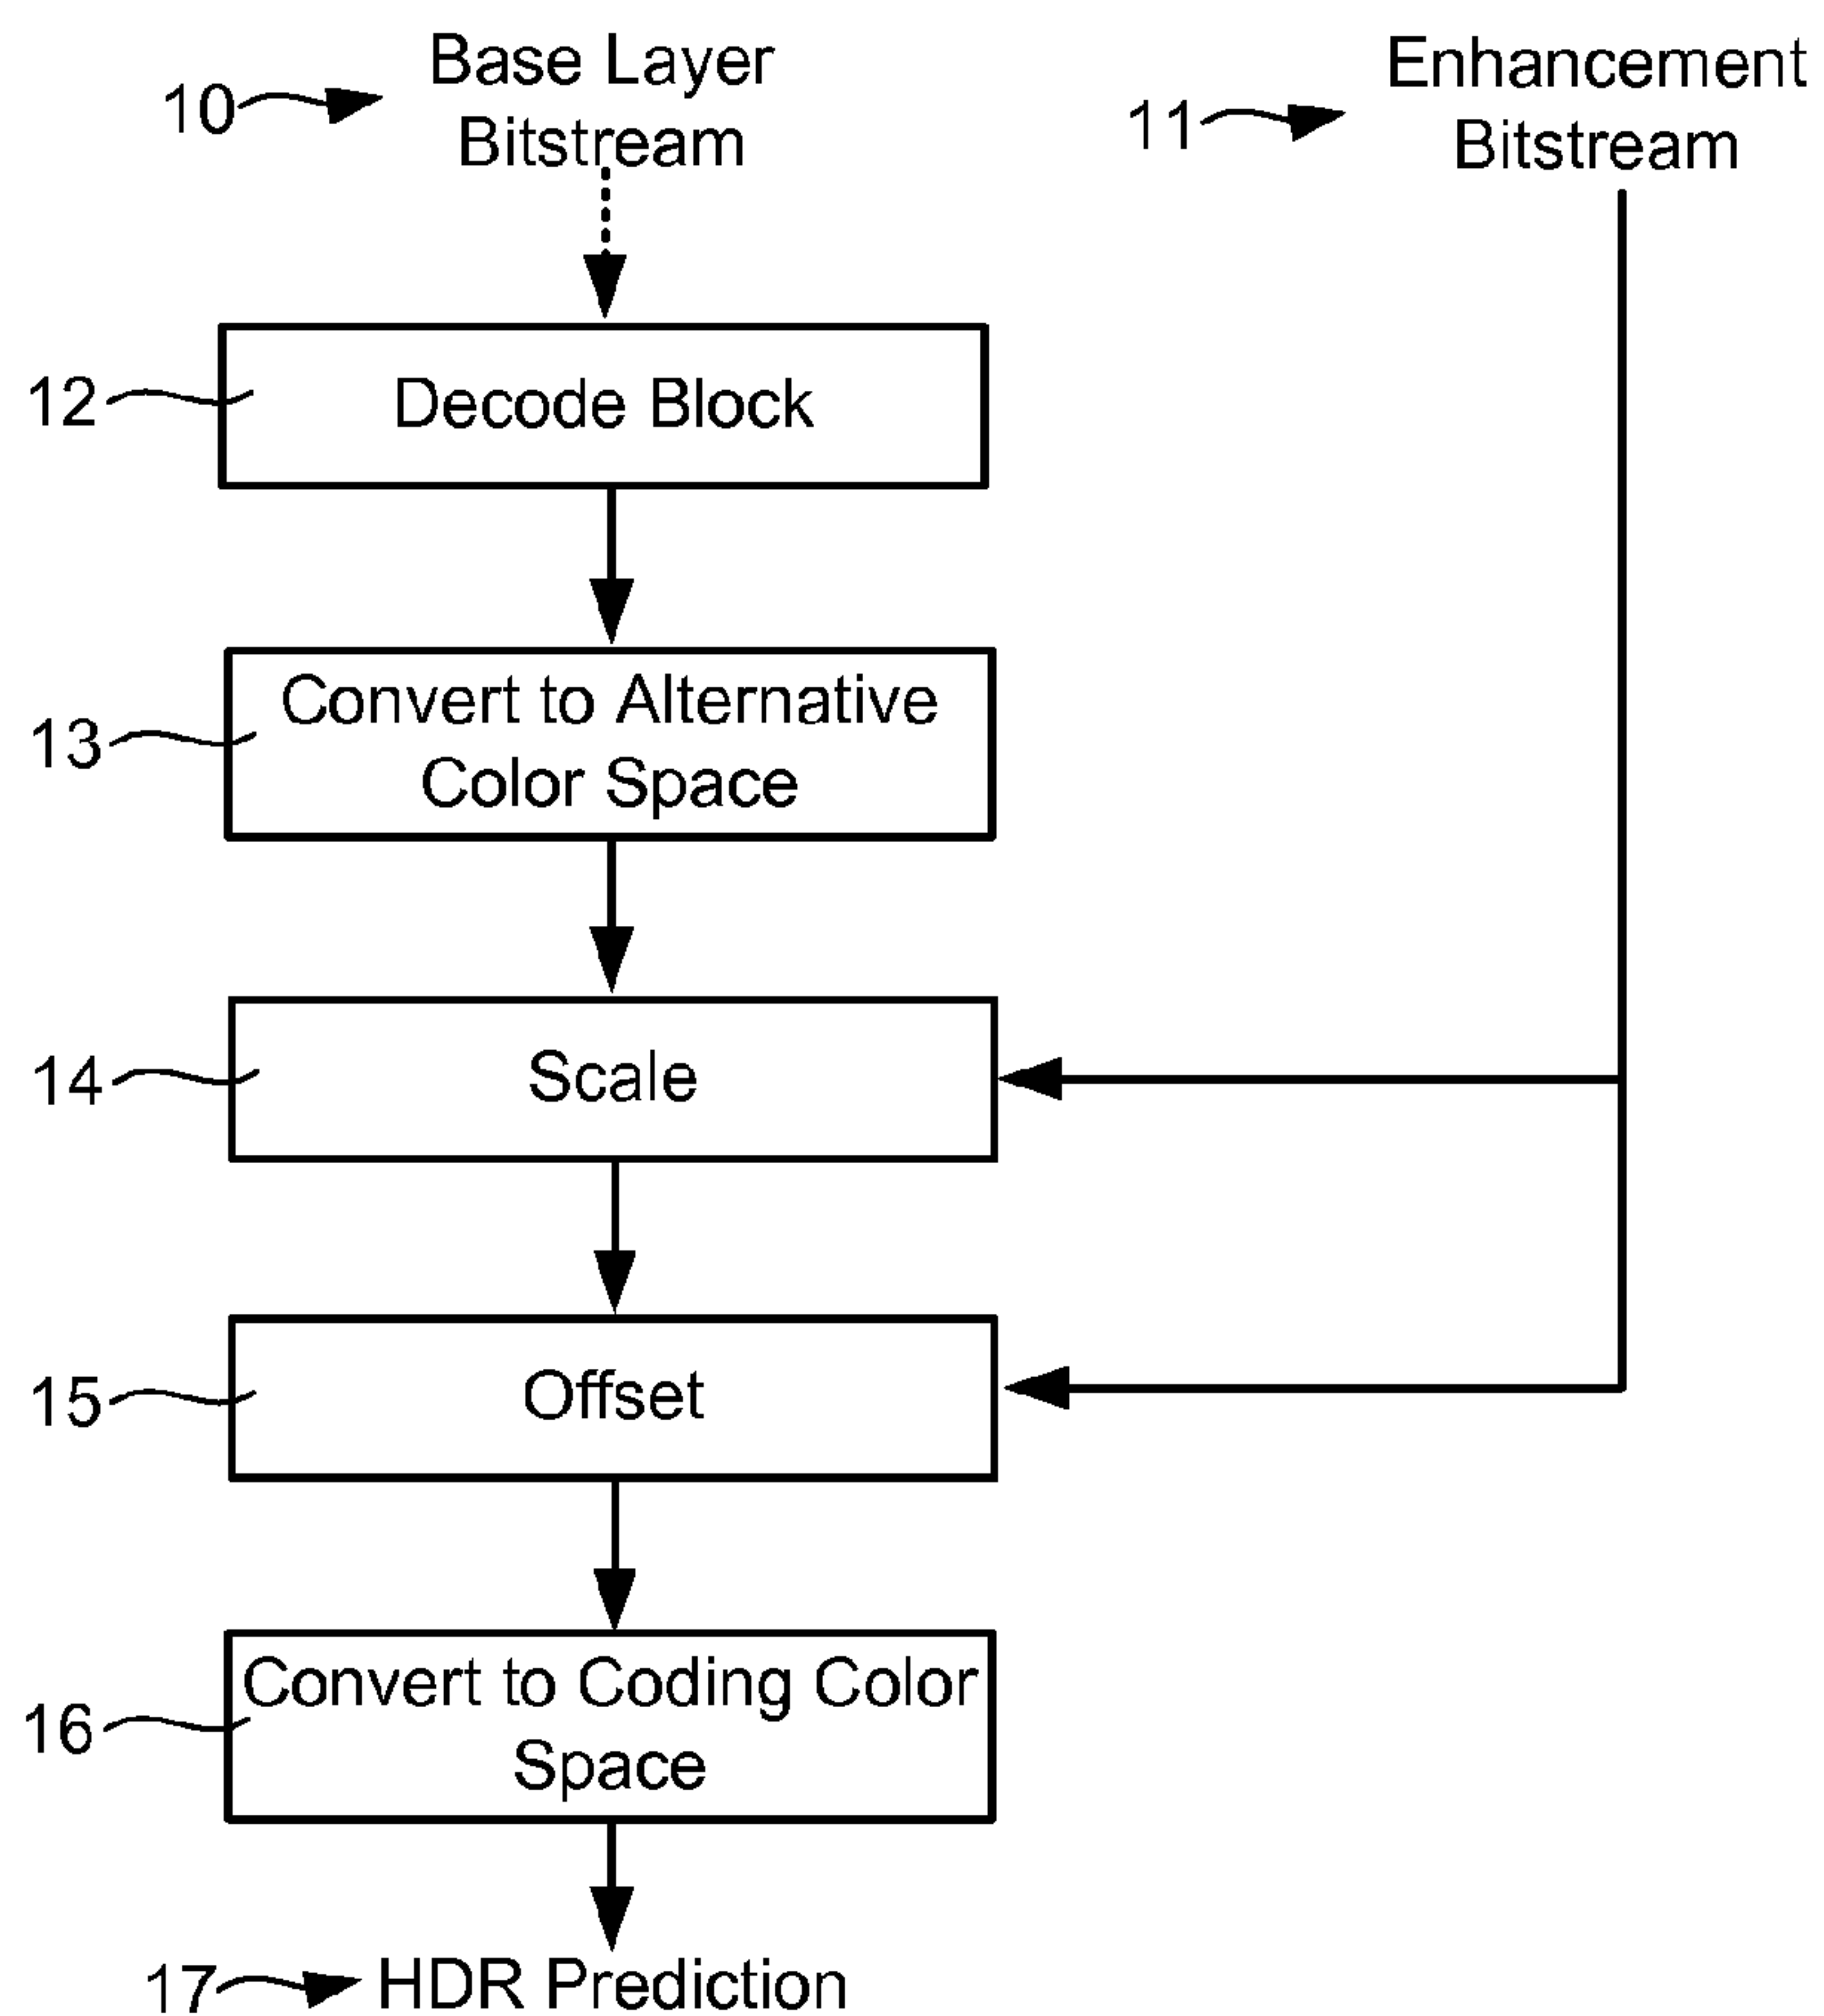 10
Base Layer
Bitstream
11
Enhancement
Bitstream
12
Decode Block
13
Convert to Alternative
Color Space
14
Scale
15
Offset
16
Convert to Coding Color
Space
17
HDR Prediction